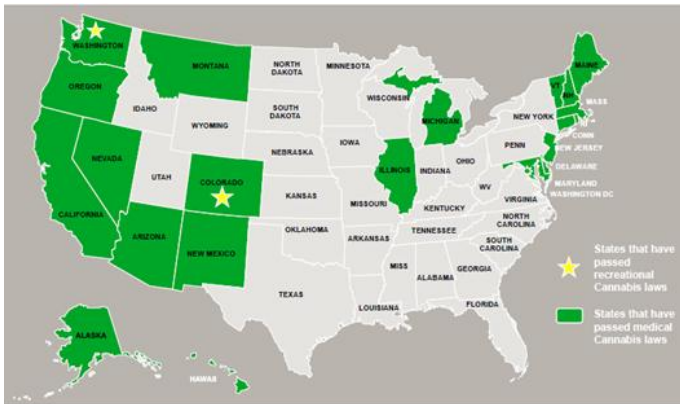 WASHINGTON
MONTANA
NORTH
DAKOTA
MINNESOTA
MAINE
OREGON
IDAHO
SOUTH
DAKOTA
WISCONSIN
VT
NH
MASS
WYOMING
MICHIGAN
NEW YORK
RI
CONN
IOWA
PENN
NEW JERSEY
NEVADA
NEBRASKA
ILLINOIS
INDIANA
OHIO
DELAWARE
UTAH
COLORADO
WV
MARYLAND
WASHINGTON DC
CALIFORNIA
KANSAS
MISSOURI
KENTUCKY
VIRGINIA
ARIZONA
NEW MEXICO
OKLAHOMA
ARKANSAS
TENNESSEE
NORTH
CAROLINA
SOUTH
CAROLINA
TEXAS
MISS
ALABAMA
GEORGIA
LOUISIANA
FLORIDA
ALASKA
HAWAS
States that have
passed
recreational
Cannabis laws
States that have
passed medical
Cannabis laws